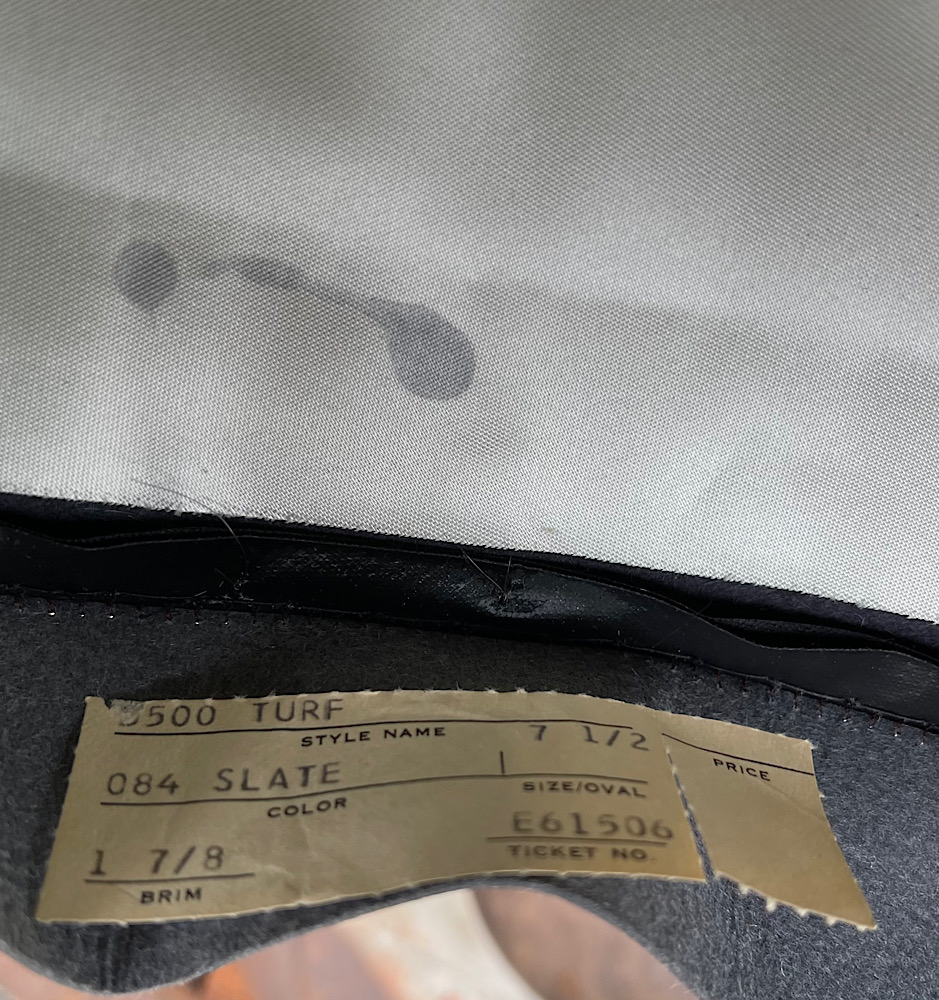 5500 TURF
STYLE NAME
7 1/2
PRICE
084 SLATE
COLOR
SIZE/OVAL
E61506
TICKET NO.
1 7/8
BRIM